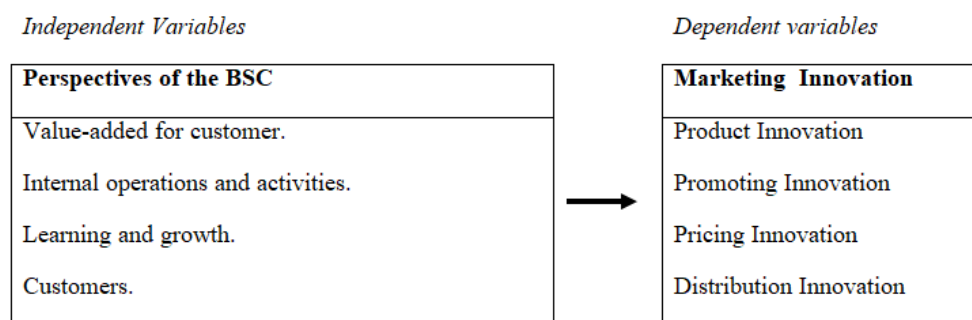 Independent Variables
Dependent variables
Perspectives of the BSC
Value-added for customer.
Internal operations and activities.
Learning and growth.
Customers.
Marketing Innovation
Product Innovation
Promoting Innovation
Pricing Innovation
Distribution Innovation